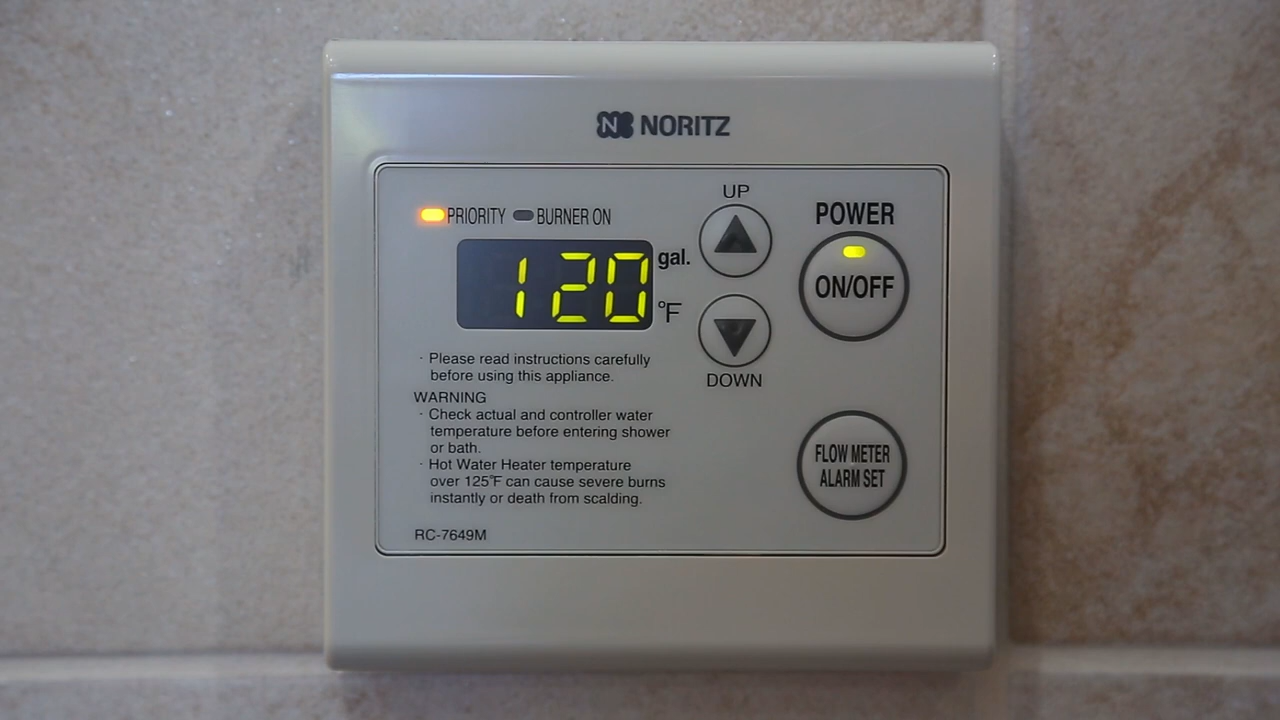 NORITZ
UP
PRIORITY BURNER ON
POWER
120
gal.
°F
ON/OFF
DOWN
· Please read instructions carefully
before using this appliance.
WARNING
· Check actual and controller water
temperature before entering shower
or bath.
· Hot Water Heater temperature
over 125°F can cause severe burns
instantly or death from scalding.
FLOW METER
ALARM SET
RC-7649M